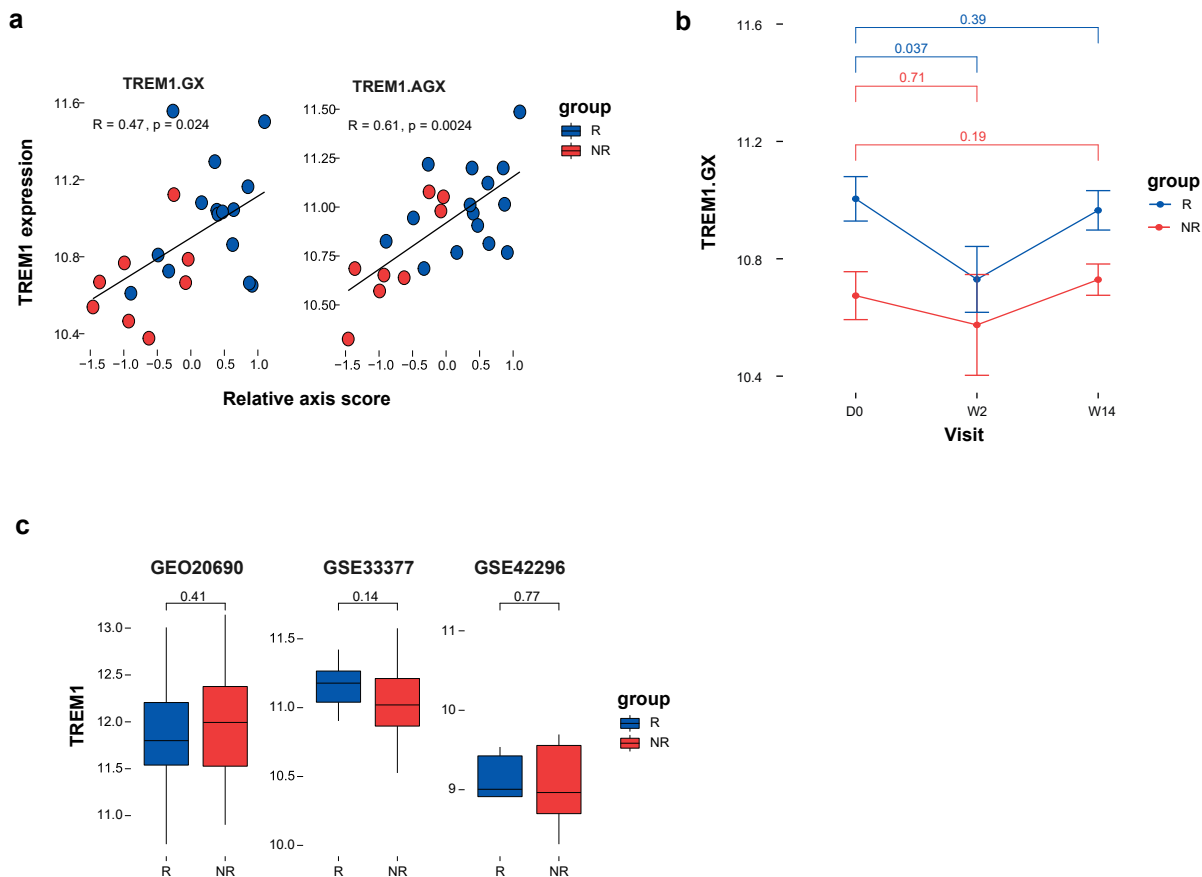 a
TREM1.GX
TREM1.AGX
R = 0.47, p = 0.024
R = 0.61, p = 0.0024
TREM1 expression
11.6
11.2
10.8
10.4
11.50
11.25
11.00
10.75
10.50
−1.5 −1.0 −0.5 0.0 0.5 1.0
−1.5 −1.0 −0.5 0.0 0.5 1.0
Relative axis score
group
R
NR
b
TREM1.GX
11.6
11.2
10.8
10.4
0.39
0.037
0.71
0.19
D0 W2 W14
Visit
group
R
NR
c
GEO20690
GSE33377
GSE42296
0.41
0.14
0.77
TREM1
13.0
12.5
12.0
11.5
11.0
11.5
11.0
10.5
10.0
11
10
9
R NR
R NR
R NR
group
R
NR